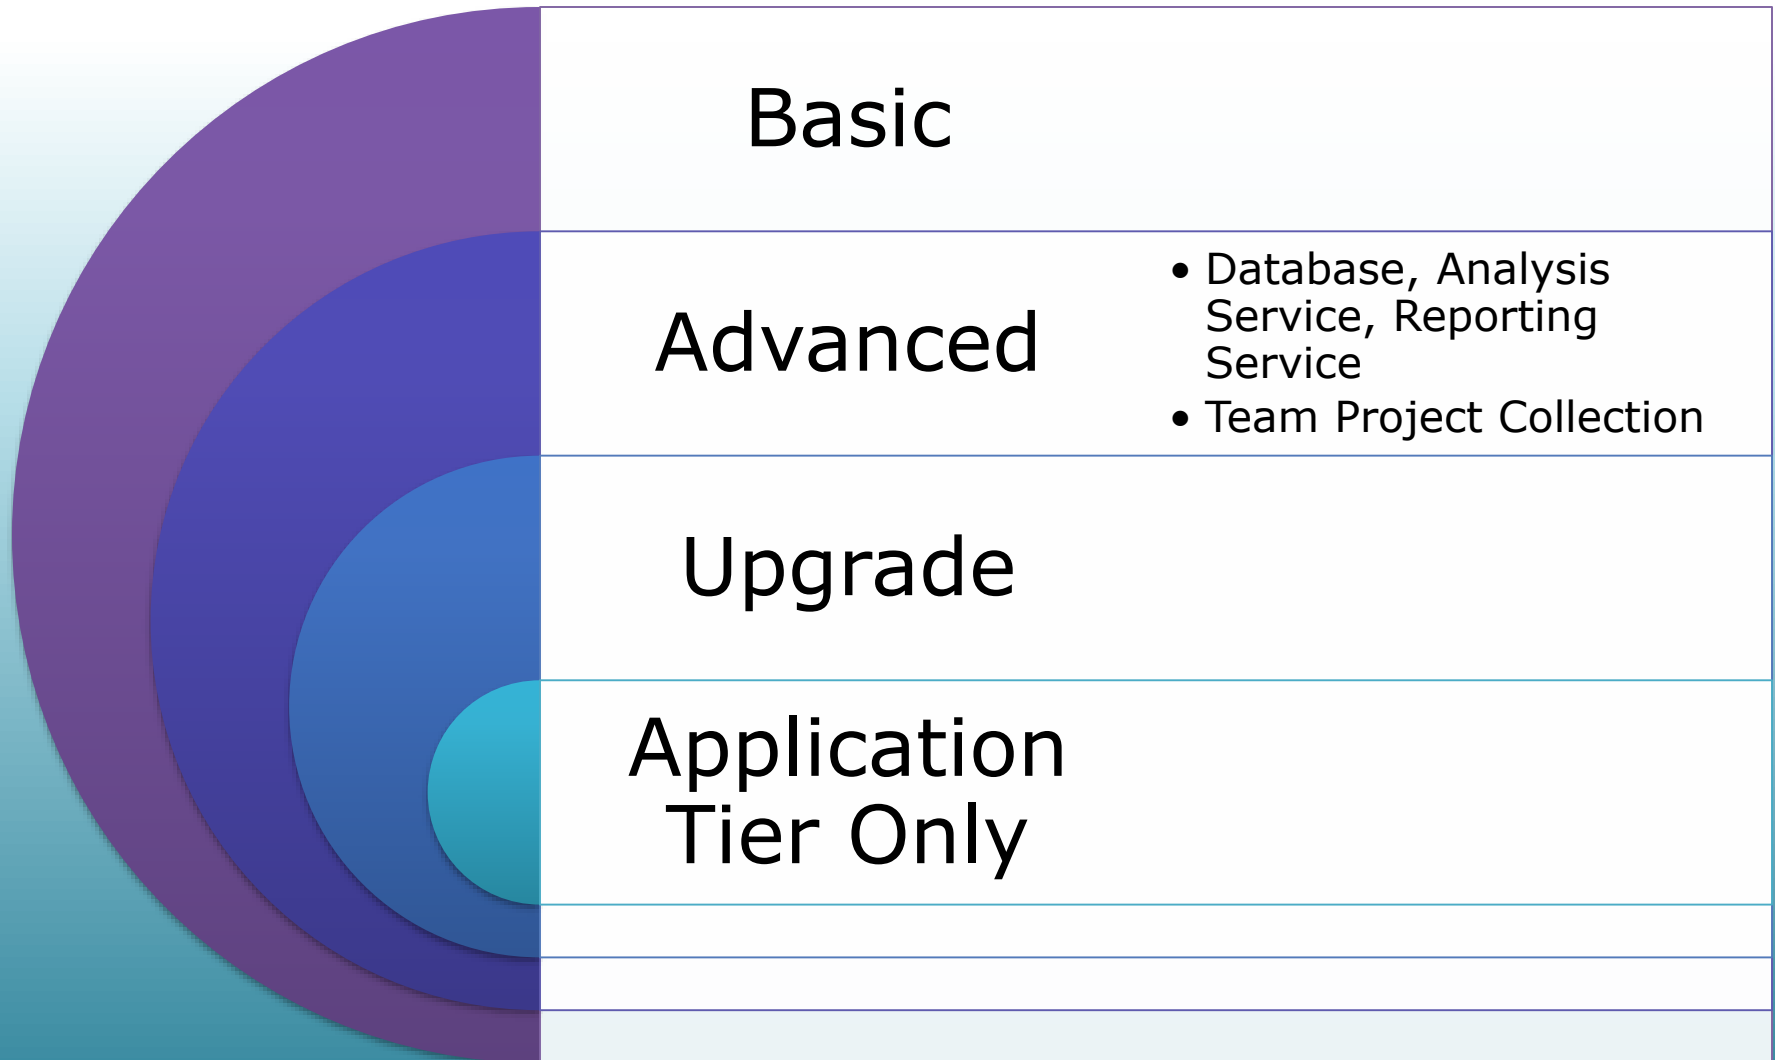 Basic
Advanced
• Database, Analysis
Service, Reporting
Service
• Team Project Collection
Upgrade
Application
Tier Only